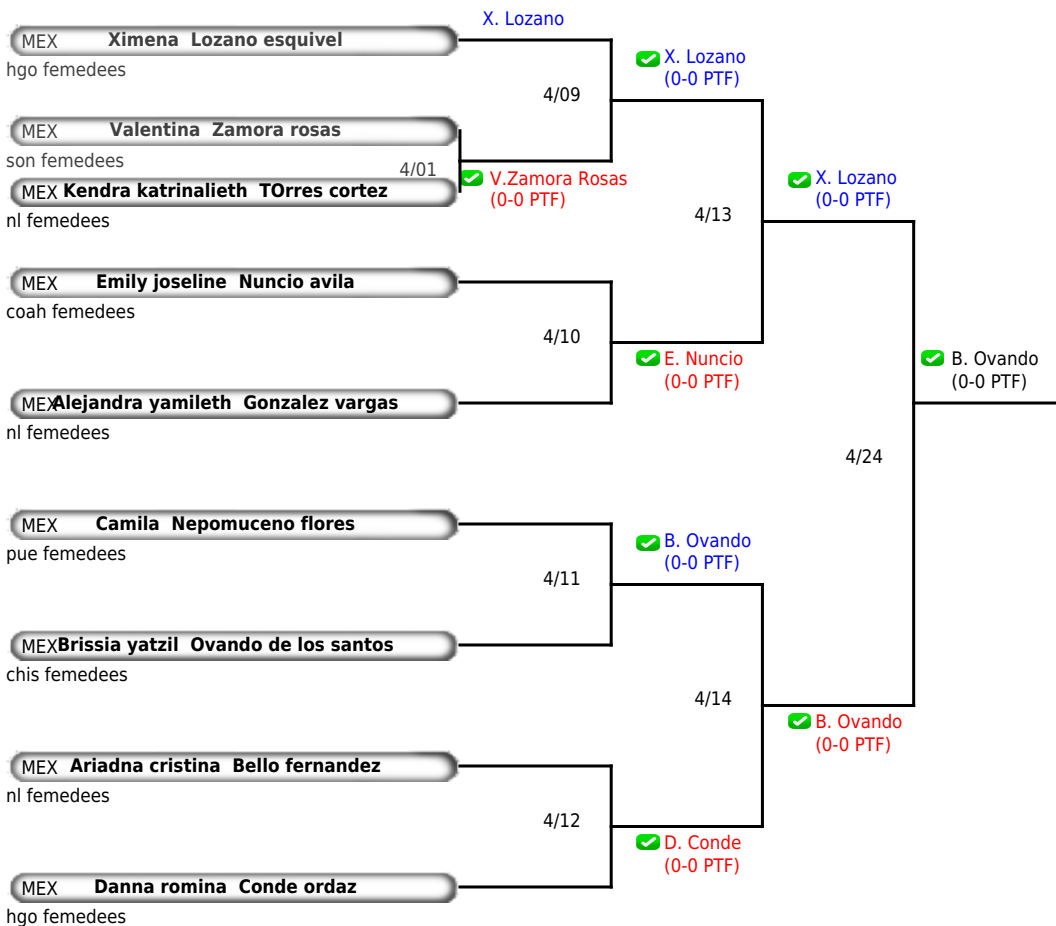 X. Lozano
MEX Ximena Lozano esquivel
hgo femedees
4/09
X. Lozano
(0-0 PTF)
MEX Valentina Zamora rosas
son femedees
4/01
V.Zamora Rosas
(0-0 PTF)
MEX Kendra katrinalieth TOrres cortez
nl femedees
4/13
X. Lozano
(0-0 PTF)
MEX Emily joseline Nuncio avila
coah femedees
4/10
E. Nuncio
(0-0 PTF)
MEX Alejandra yamileth Gonzalez vargas
nl femedees
4/24
B. Ovando
(0-0 PTF)
MEX Camila Nepomuceno flores
pue femedees
4/11
B. Ovando
(0-0 PTF)
MEX Brissia yatzil Ovando de los santos
chis femedees
4/14
B. Ovando
(0-0 PTF)
MEX Ariadna cristina Bello fernandez
nl femedees
4/12
D. Conde
(0-0 PTF)
MEX Danna romina Conde ordaz
hgo femedees